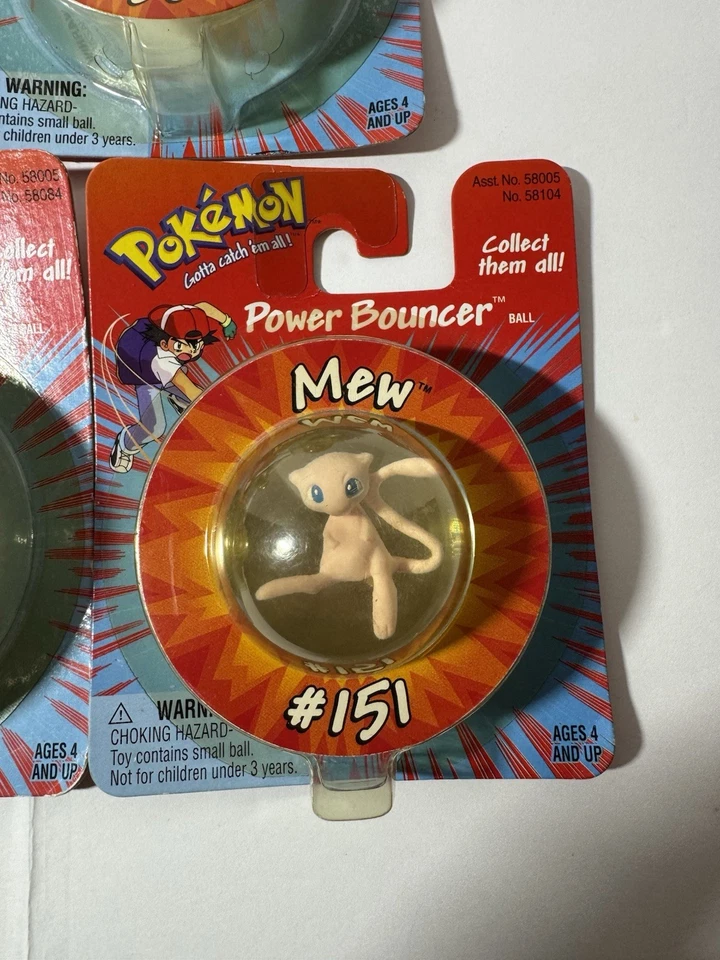 WARNING:
NG HAZARD-
ntains small ball.
children under 3 years.
AGES 4
AND UP
No. 58005
No. 58084
ollect
em all!
BALL
AGES 4
AND UP
POKéMON
Gotta catch 'em all!™
Asst. No. 58005
No. 58104
Collect
them all!
Power Bouncer™ BALL
Mew™
#151
⚠ WARN
CHOKING HAZARD-
Toy contains small ball.
Not for children under 3 years.
AGES 4
AND UP